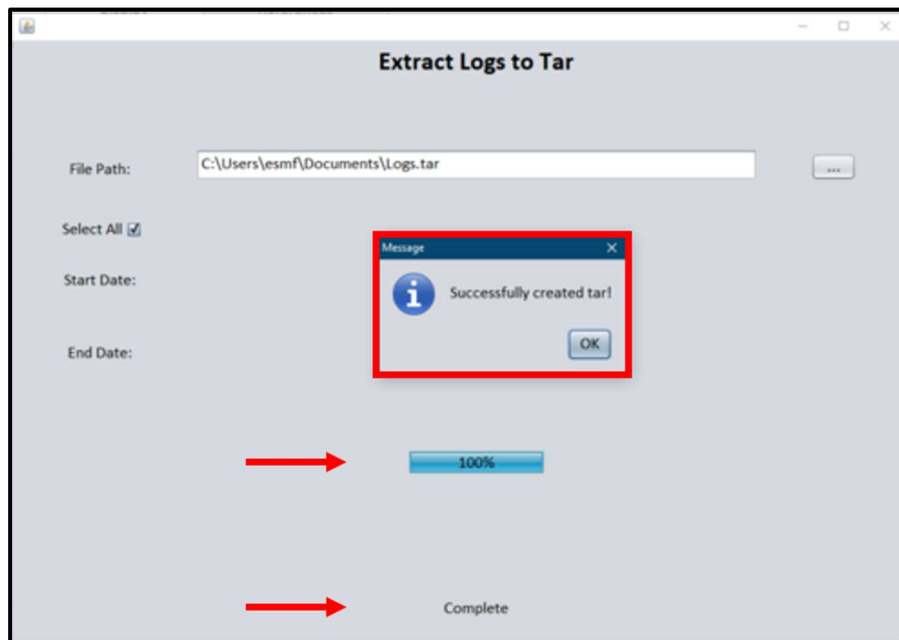 Extract Logs to Tar
File Path:
C:\Users\esmf\Documents\Logs.tar
...
Select All
Message
Start Date:
Successfully created tar!
OK
End Date:
100%
Complete